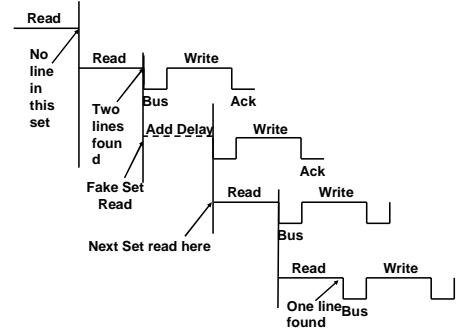 Read
No
line
in
this
set
Read
Write
Bus
Ack
Two
lines
foun
d
Add Delay
Write
Ack
Fake Set
Read
Read
Write
Next Set read here
Bus
Read
Write
One line
found
Bus